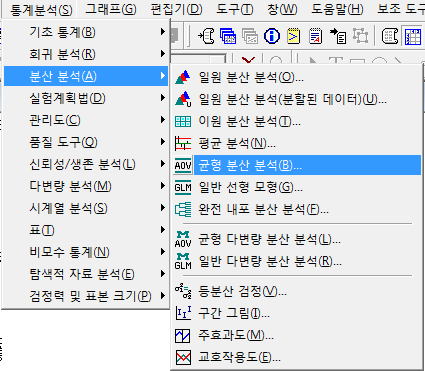 통계분석(S) 그래프(G) 편집기(D) 도구(T) 창(W) 도움말(H) 보조 도구
기초 통계(B)
회귀 분석(R)
분산 분석(A)
실험계획법(D)
관리도(C)
품질 도구(Q)
신뢰성/생존 분석(L)
다변량 분석(M)
시계열 분석(S)
표(T)
비모수 통계(N)
탐색적 자료 분석(E)
검정력 및 표본 크기(P)
일원 분산 분석(O)...
일원 분산 분석(분할된 데이터)(U)...
이원 분산 분석(T)...
평균 분석(N)...
AOV 균형 분산 분석(B)...
GLM 일반 선형 모형(G)...
완전 내포 분산 분석(F)...
M AOV 균형 다변량 분산 분석(L)...
M GLM 일반 다변량 분산 분석(R)...
등분산 검정(V)...
구간 그림(I)...
주효과도(M)...
교호작용도(E)...